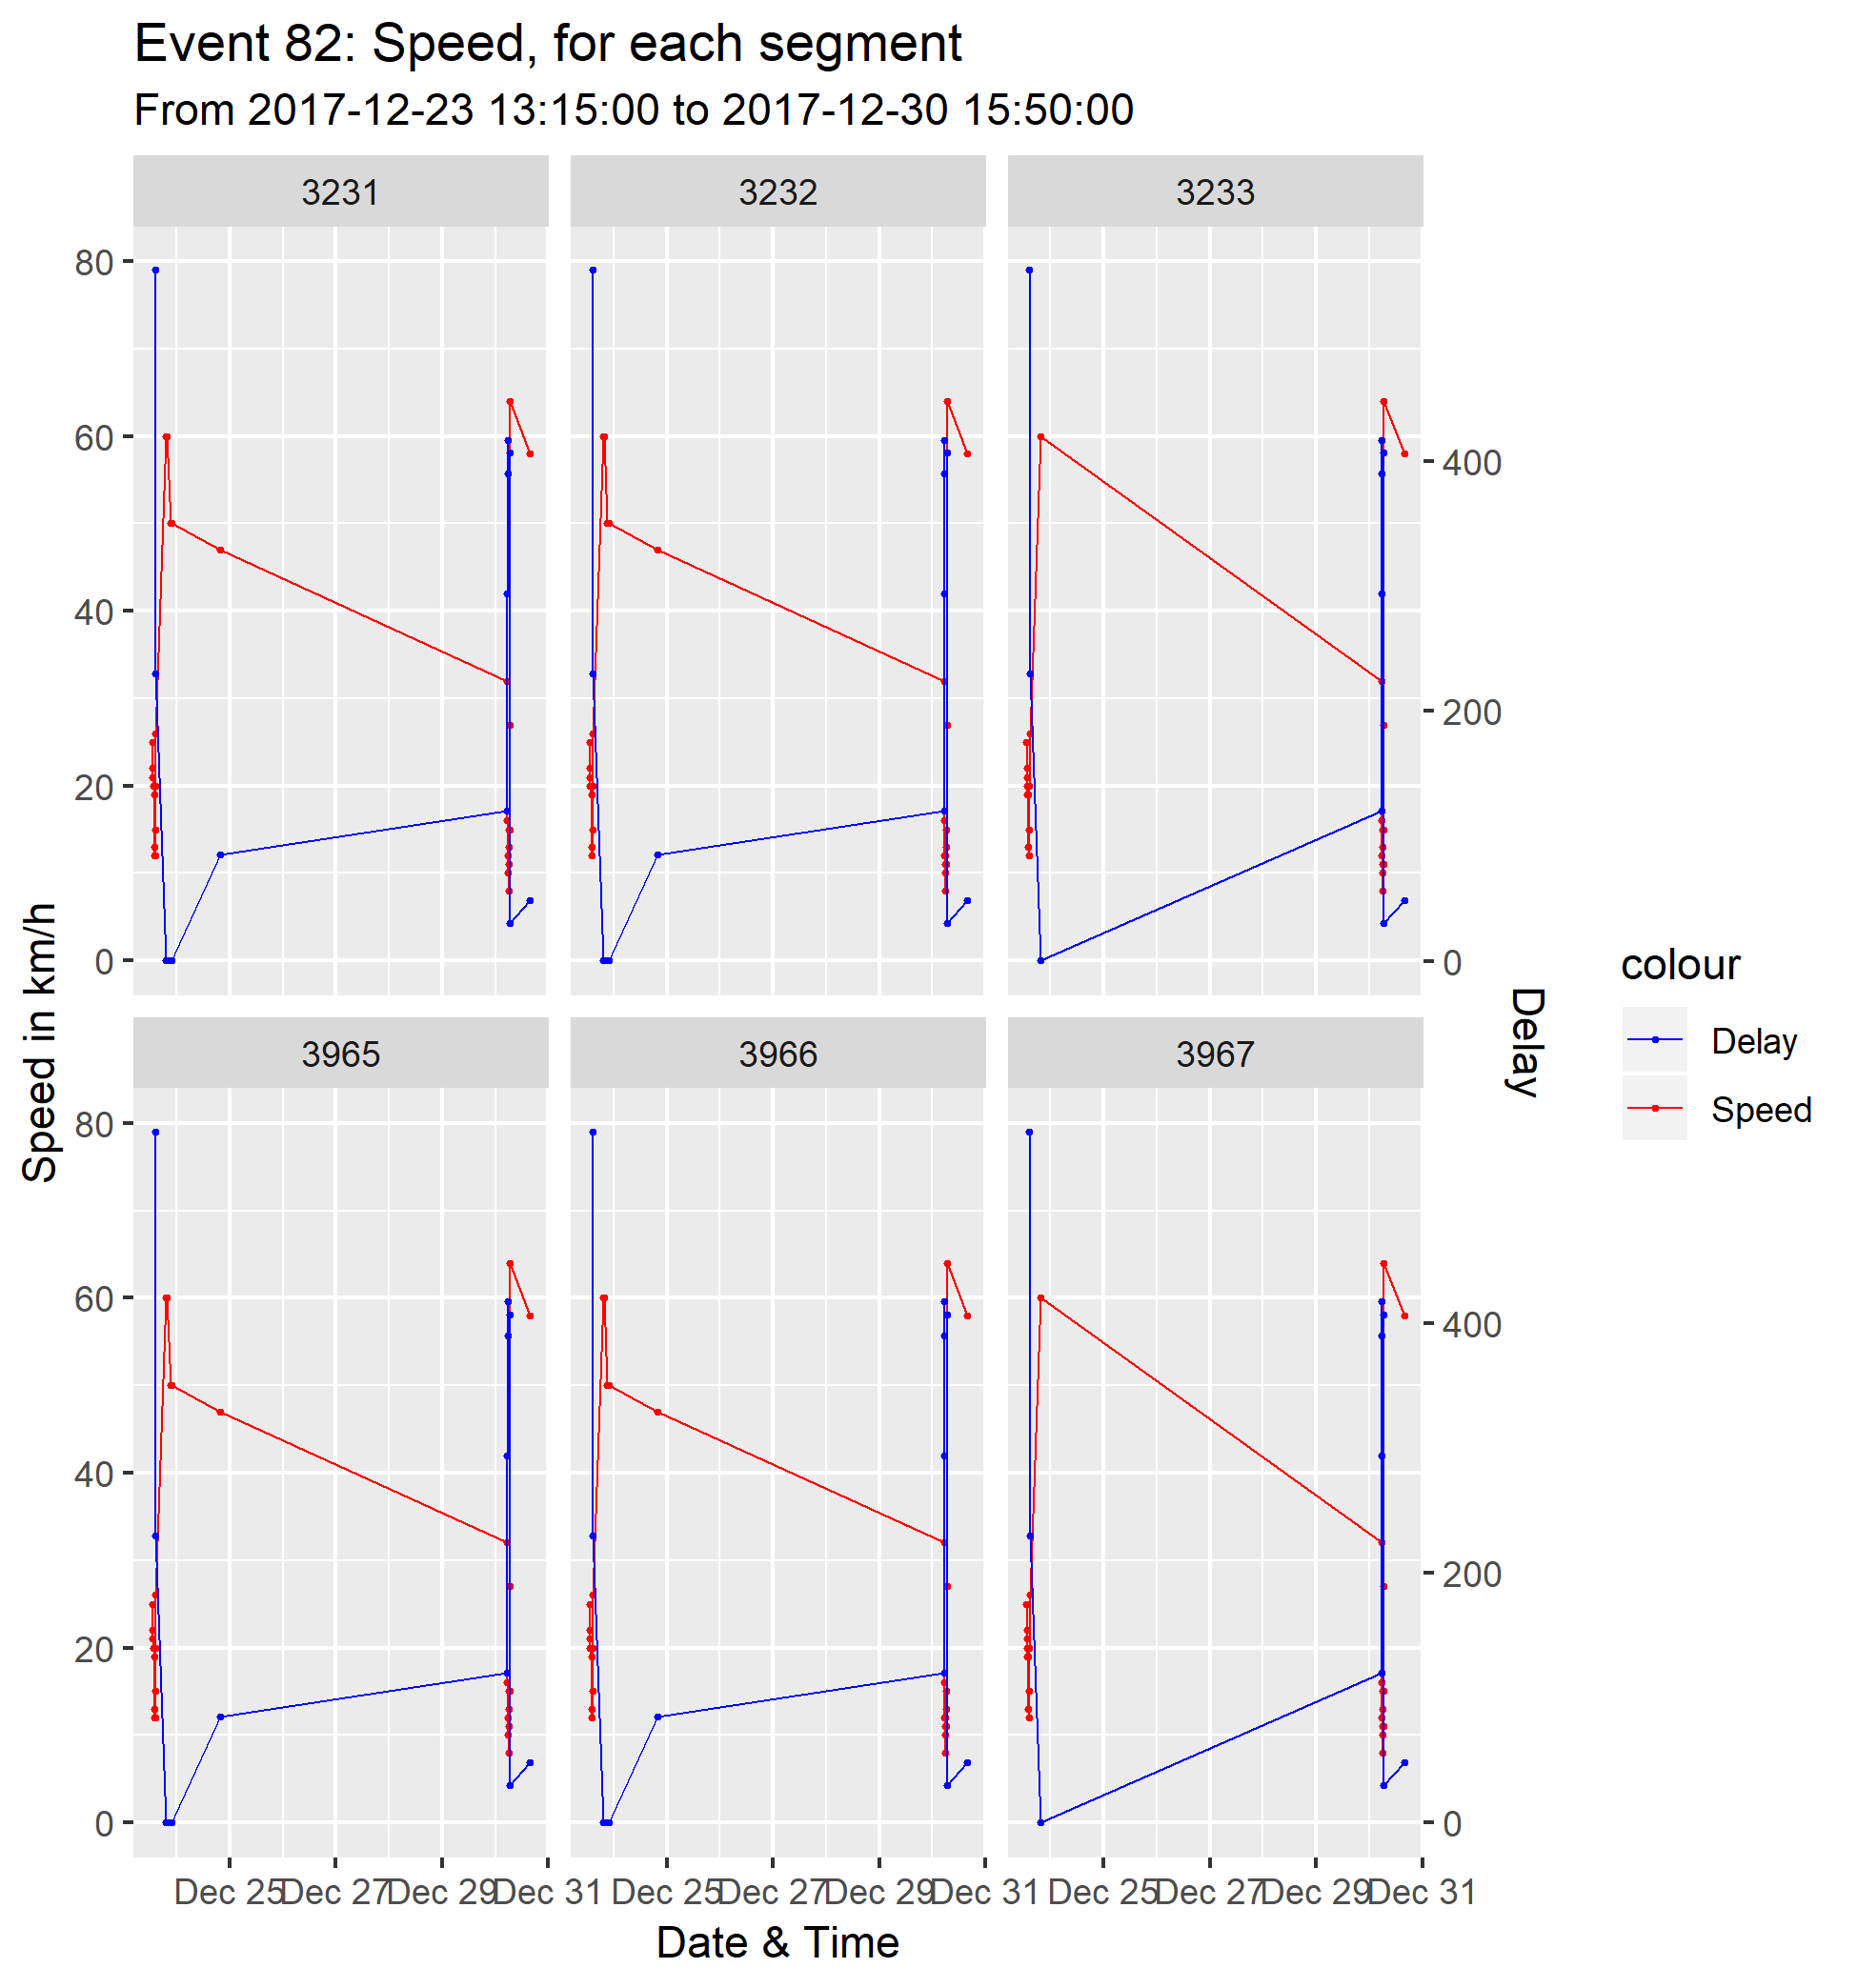 Event 82: Speed, for each segment
From 2017-12-23 13:15:00 to 2017-12-30 15:50:00
3231 3232 3233
80
60
40
20
0
400
200
0
3965 3966 3967
80
60
40
20
0
400
200
0
Dec 25 Dec 27 Dec 29 Dec 31 Dec 25 Dec 27 Dec 29 Dec 31 Dec 25 Dec 27 Dec 29 Dec 31
Date & Time
Speed in km/h
Delay
colour
Delay
Speed